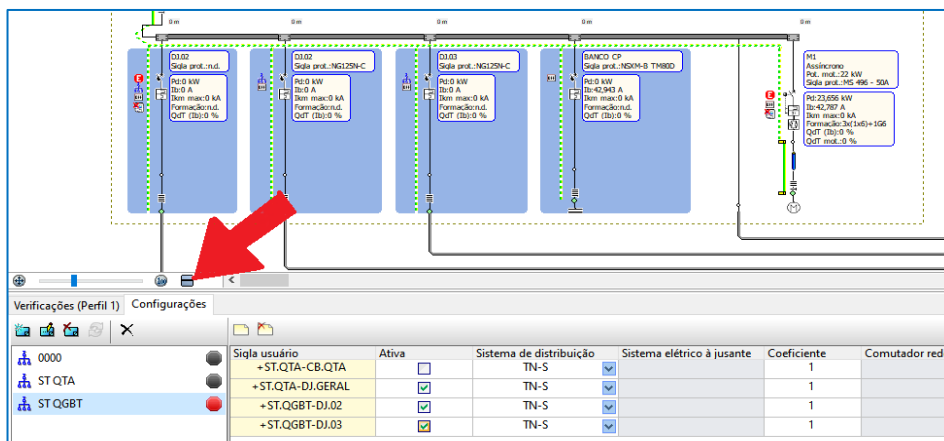 0 m
0 m
0 m
0 m
0 m
DJ.02
Sigla prot.:n.d.
Pd:0 kW
Ib:0 A
Ikm max:0 kA
Formação:n.d.
QdT (Ib):0 %
DJ.02
Sigla prot.:NG125N-C
Pd:0 kW
Ib:0 A
Ikm max:0 kA
Formação:n.d.
QdT (Ib):0 %
DJ.03
Sigla prot.:NG125N-C
Pd:0 kW
Ib:0 A
Ikm max:0 kA
Formação:n.d.
QdT (Ib):0 %
BANCO CP
Sigla prot.:NSXM-B TM80D
Pd:0 kW
Ib:42,943 A
Ikm max:0 kA
Formação:n.d.
QdT (Ib):0 %
M1
Assíncrono
Pot. mot.:22 kW
Sigla prot.:MS 496 - 50A
Pd:23,656 kW
Ib:42,787 A
Ikm max:0 kA
Formação:3x(1x6)+1G6
QdT (Ib):0 %
QdT mot.:0 %
M
Verificações (Perfil 1) Configurações
0000
ST QTA
ST QGBT
Sigla usuário Ativa Sistema de distribuição Sistema elétrico à jusante Coeficiente Comutador red
+ST.QTA-CB.QTA TN-S 1
+ST.QTA-DJ.GERAL TN-S 1
+ST.QGBT-DJ.02 TN-S 1
+ST.QGBT-DJ.03 TN-S 1